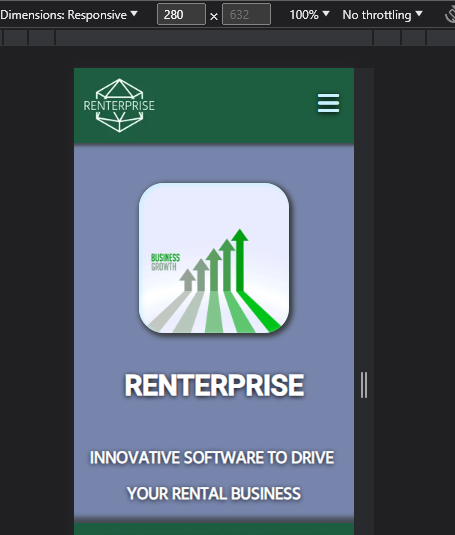 Dimensions: Responsive ▼ 280 × 632 100% ▼ No throttling ▼
RENTERPRISE
BUSINESS
GROWTH
RENTERPRISE
INNOVATIVE SOFTWARE TO DRIVE
YOUR RENTAL BUSINESS